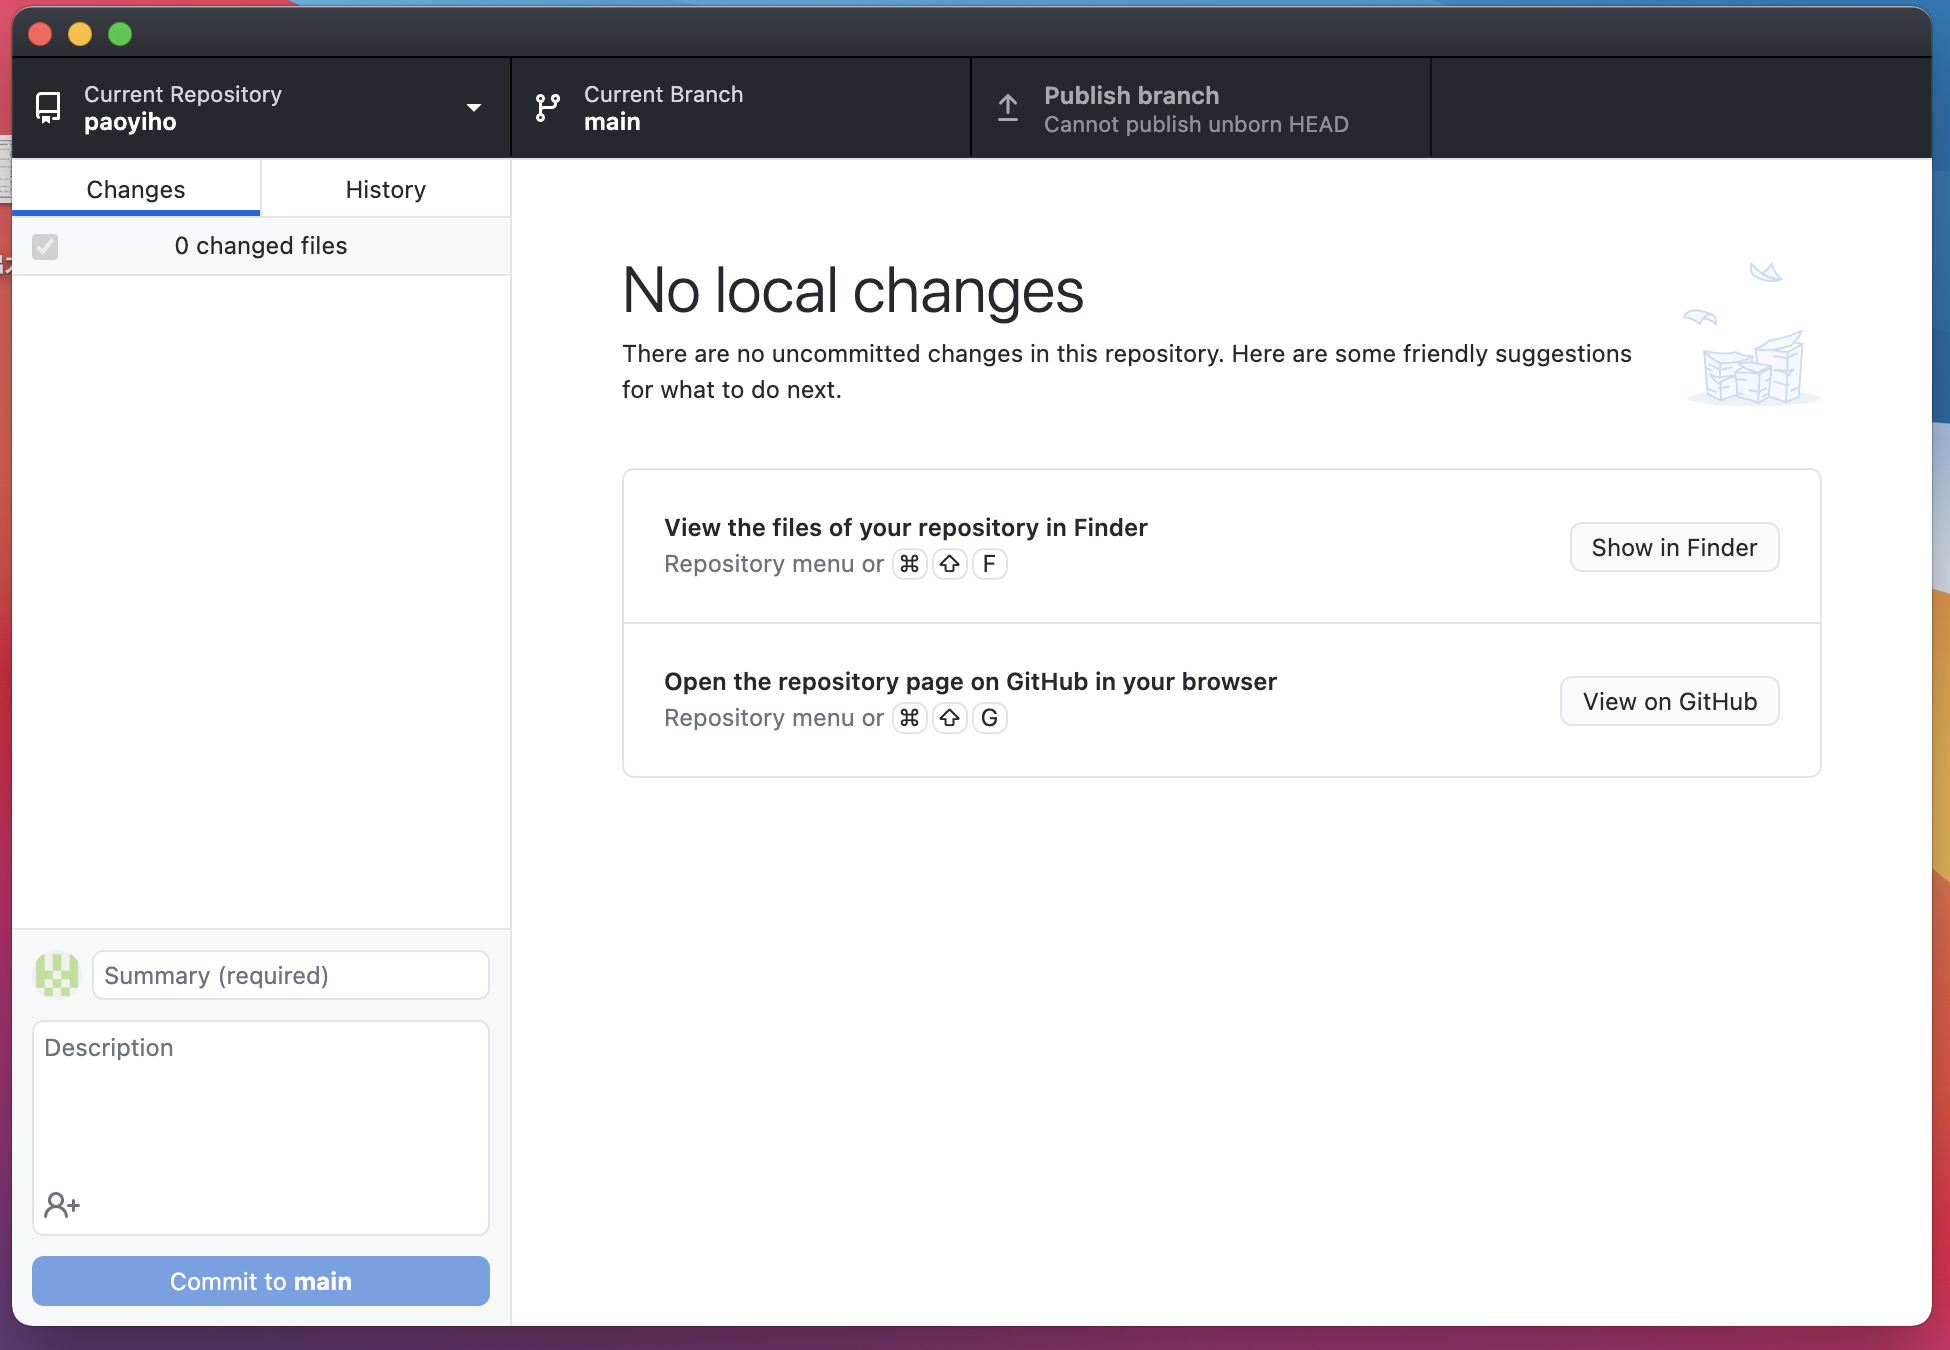 Current Repository
paoyiho
Current Branch
main
Publish branch
Cannot publish unborn HEAD
Changes
History
0 changed files
No local changes
There are no uncommitted changes in this repository. Here are some friendly suggestions
for what to do next.
View the files of your repository in Finder
Repository menu or ⌘ ⇧ F
Show in Finder
Open the repository page on GitHub in your browser
Repository menu or ⌘ ⇧ G
View on GitHub
Summary (required)
Description
Commit to main